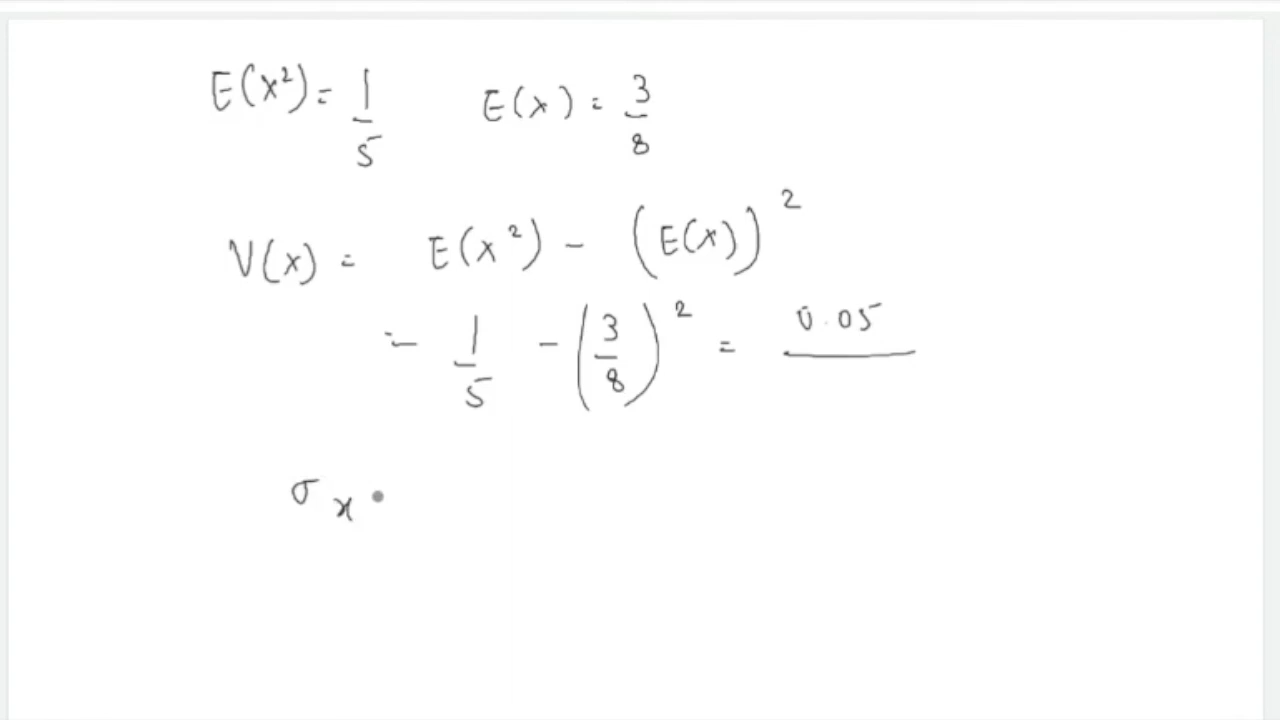 E(x²) = 1/5 E(x) = 3/8
V(x) = E(x²) - (E(x))²
= 1/5 - (3/8)² = 0.05
σx